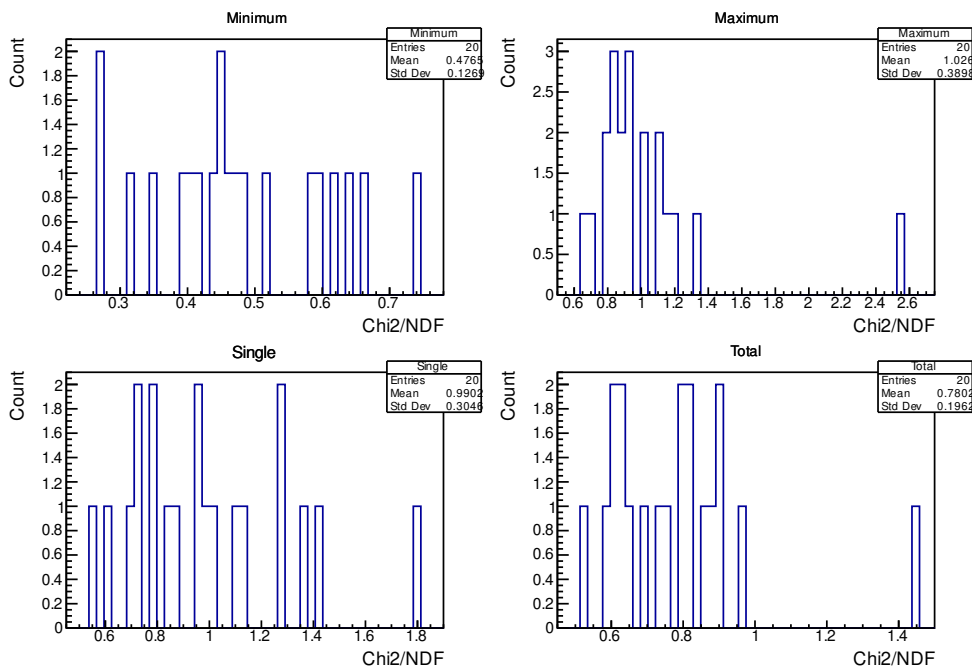 Minimum
Count
Minimum
Entries 20
Mean 0.4765
Std Dev 0.1269
2
1.8
1.6
1.4
1.2
1
0.8
0.6
0.4
0.2
0
0.3 0.4 0.5 0.6 0.7
Chi2/NDF
Maximum
Count
Maximum
Entries 20
Mean 1.026
Std Dev 0.3898
3
2.5
2
1.5
1
0.5
0
0.6 0.8 1 1.2 1.4 1.6 1.8 2 2.2 2.4 2.6
Chi2/NDF
Single
Count
Single
Entries 20
Mean 0.9902
Std Dev 0.3046
2
1.8
1.6
1.4
1.2
1
0.8
0.6
0.4
0.2
0
0.6 0.8 1 1.2 1.4 1.6 1.8
Chi2/NDF
Total
Count
Total
Entries 20
Mean 0.7802
Std Dev 0.1962
2
1.8
1.6
1.4
1.2
1
0.8
0.6
0.4
0.2
0
0.6 0.8 1 1.2 1.4
Chi2/NDF